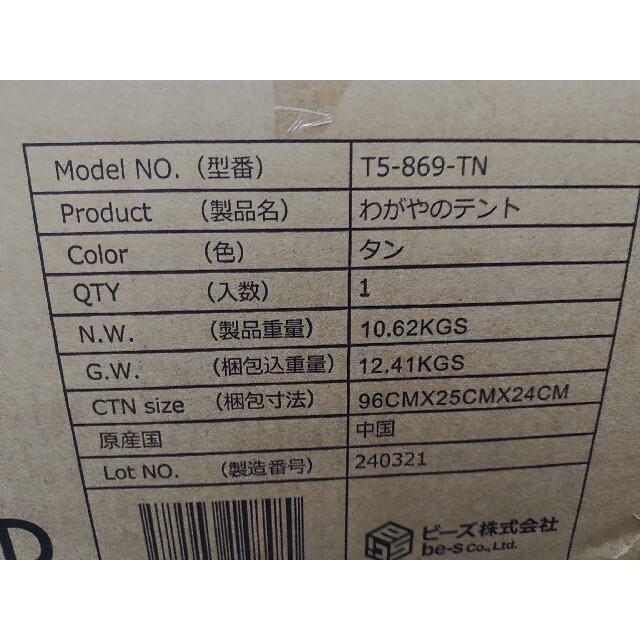 Model NO.（型番） T5-869-TN
Product （製品名） わがやのテント
Color （色） タン
QTY （入数） 1
N.W. （製品重量） 10.62KGS
G.W. （梱包込重量） 12.41KGS
CTN size （梱包寸法） 96CMX25CMX24CM
原産国 中国
Lot NO. （製造番号） 240321
ビーズ株式会社
be-s Co.,Ltd.